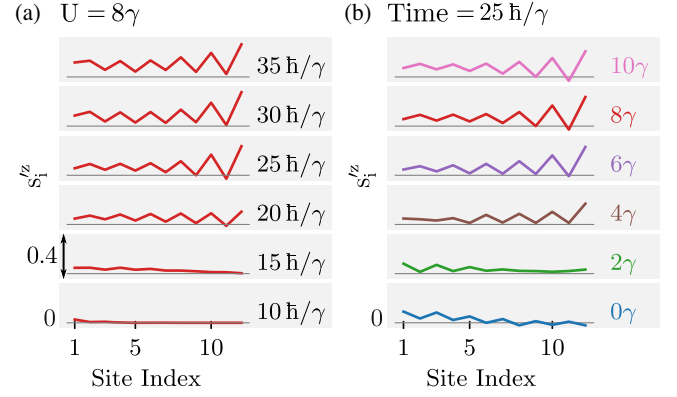 (a) U = 8γ
35 ħ/γ
30 ħ/γ
25 ħ/γ
20 ħ/γ
15 ħ/γ
10 ħ/γ
s′ᶻᵢ
0.4
0
1 5 10
Site Index
(b) Time = 25 ħ/γ
10γ
8γ
6γ
4γ
2γ
0γ
s′ᶻᵢ
0
1 5 10
Site Index